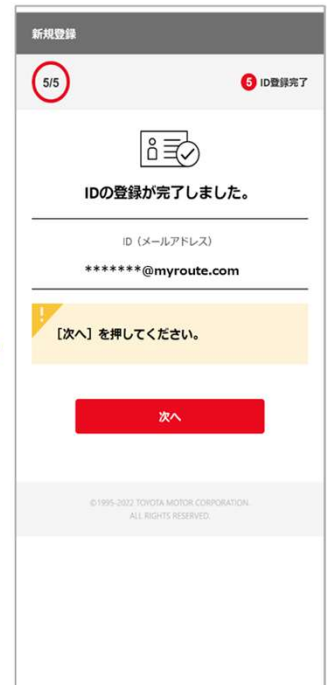 新規登録
5/5
5 ID登録完了
IDの登録が完了しました。
ID（メールアドレス）
*******@myroute.com
!
［次へ］を押してください。
次へ
©1995-2022 TOYOTA MOTOR CORPORATION.
ALL RIGHTS RESERVED.